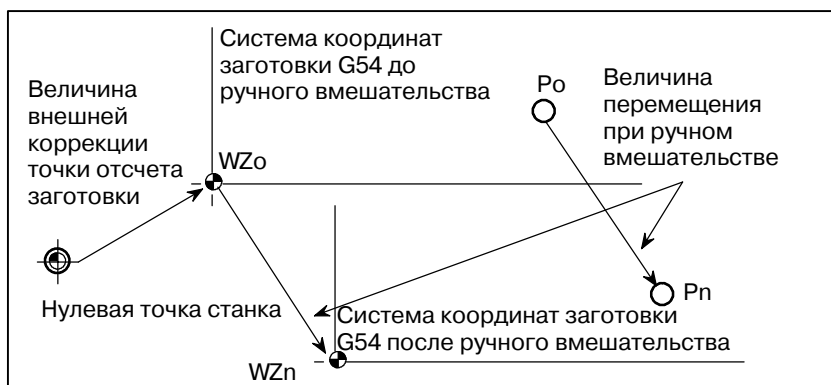 Система координат
заготовки G54 до
ручного вмешательства
Величина
внешней
коррекции
точки отсчета
заготовки
WZo
Po
Величина
перемещения
при ручном
вмешательстве
Pn
Нулевая точка станка
Система координат заготовки
G54 после ручного вмешательства
WZn